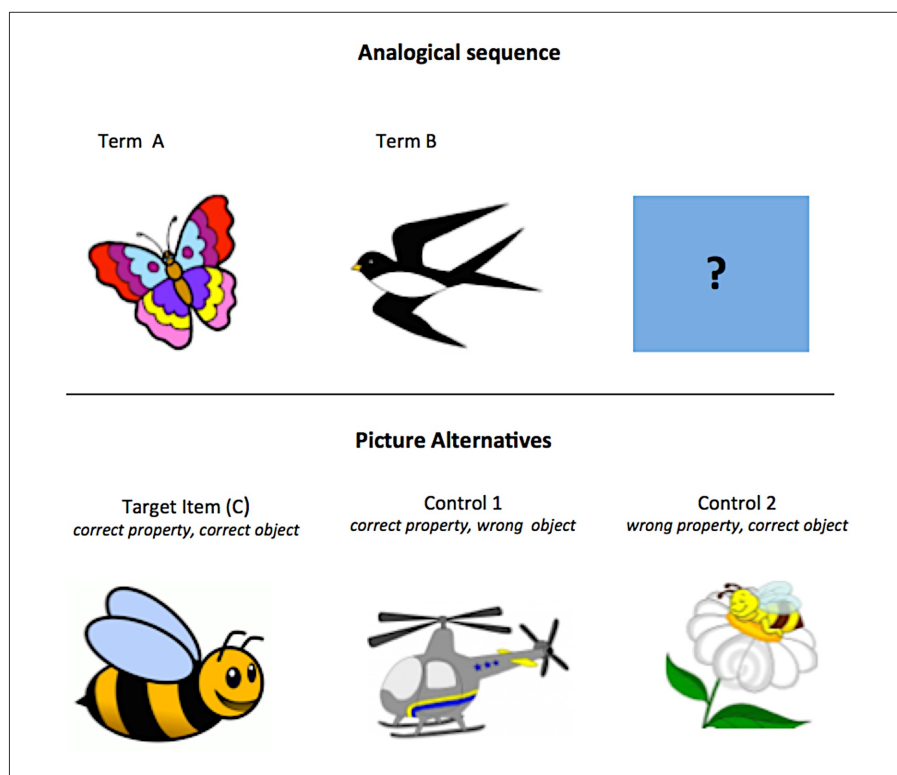 Analogical sequence
Term A
Term B
?
Picture Alternatives
Target Item (C)
correct property, correct object
Control 1
correct property, wrong object
Control 2
wrong property, correct object